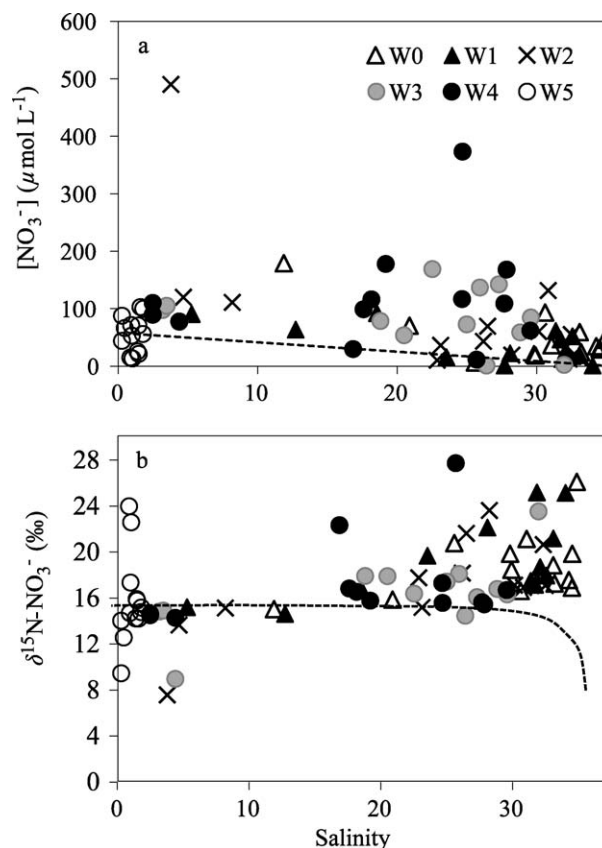 600
a
△ W0 ▲ W1 × W2
● W3 ● W4 ○ W5
500
400
300
200
100
0
[NO₃⁻] (µmol L⁻¹)
0 10 20 30
28
b
24
20
16
12
8
4
0
δ¹⁵N-NO₃⁻ (‰)
0 10 20 30
Salinity